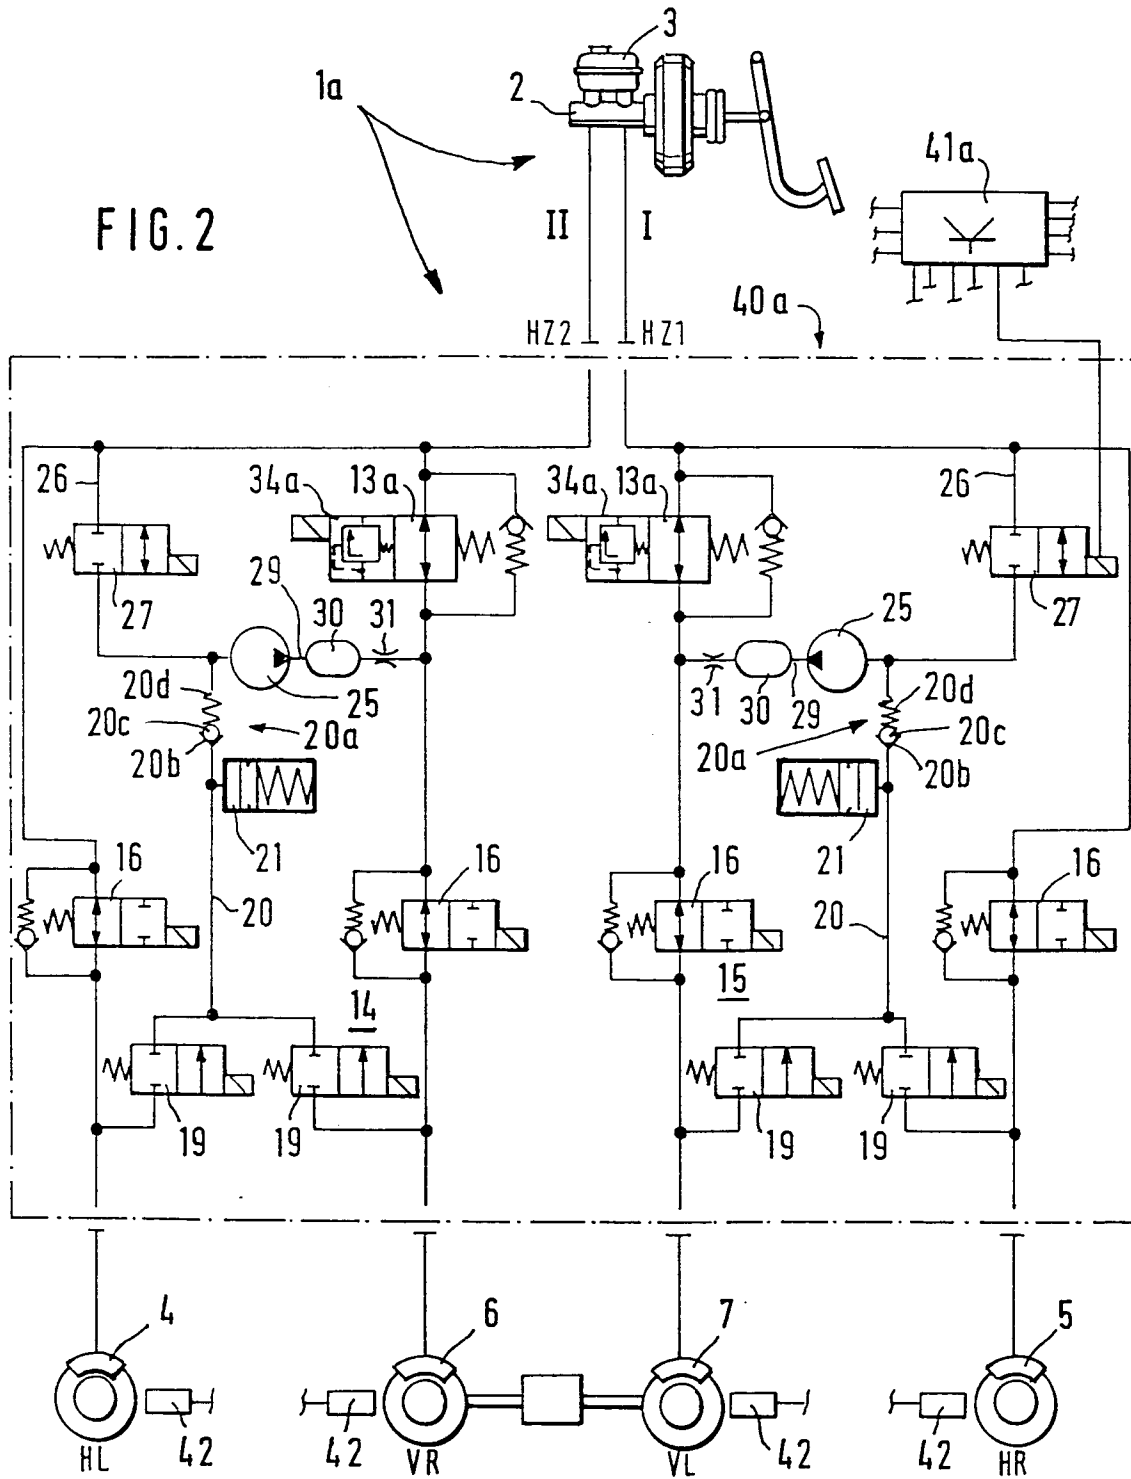 3
1a
2
41a
FIG. 2
II I
40a
HZ2 HZ1
26 34a 13a 34a 13a 26
29
27 30 31 25 27
20d 25 31 30 29 20d
20c 20a 20a 20c
20b 20b
21 21
16 16 16 16
20 20
15
14
19 19 19 19
4 6 7 5
42 42 42 42
HL VR VL HR